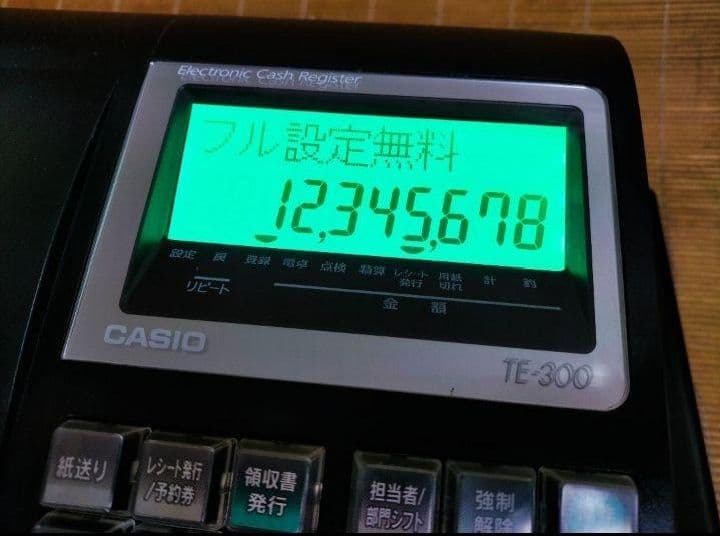 Electronic Cash Register
フル設定無料
12,345,678
設定 戻 登録 電卓 点検 精算 レシート発行 用紙切れ 計 釣
リピート 金額
CASIO
TE-300
紙送り
レシート発行
/予約券
領収書
発行
担当者/
部門シフト
強制
解除